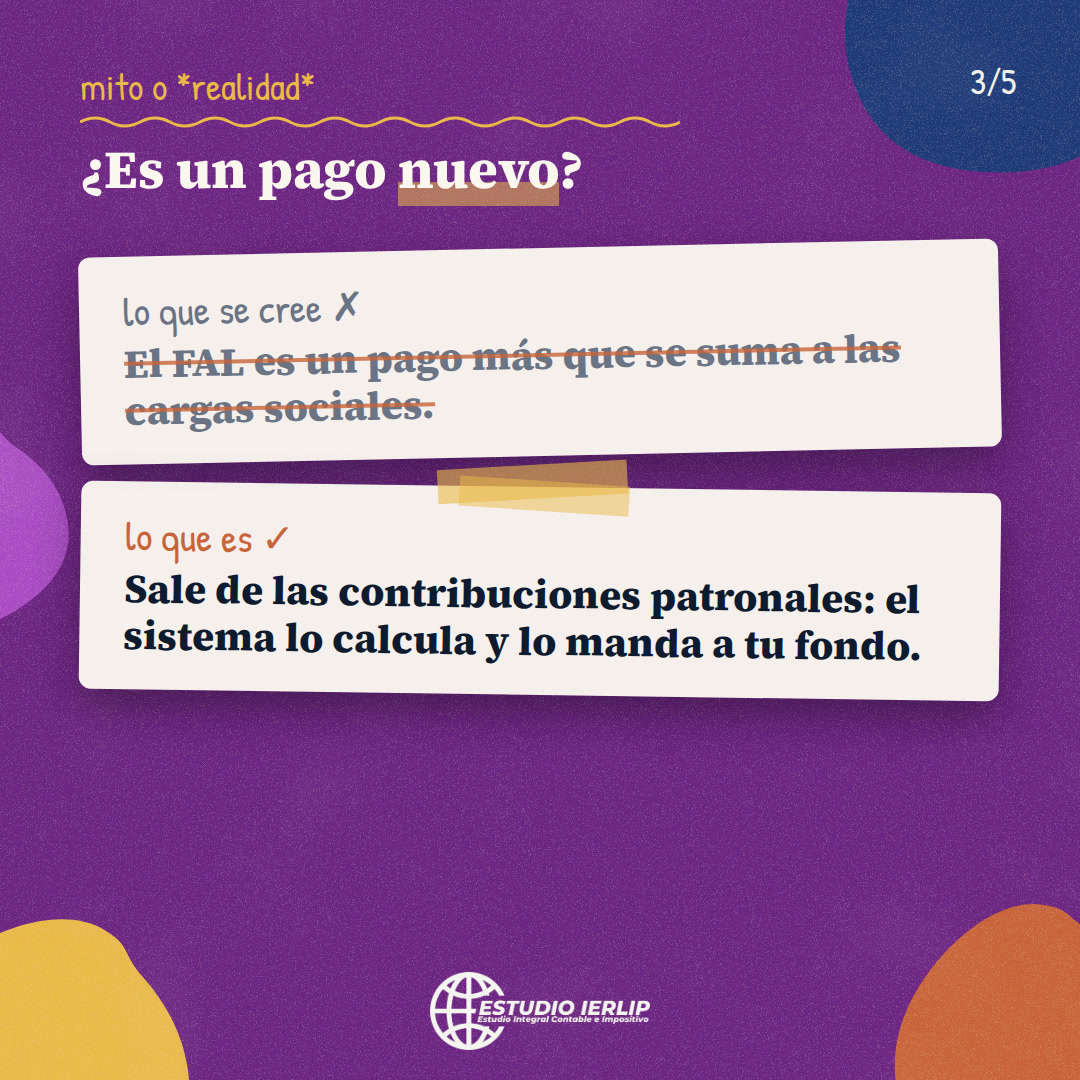 mito o *realidad*
3/5
¿Es un pago nuevo?
lo que se cree ✗
El FAL es un pago más que se suma a las
cargas sociales.
lo que es ✓
Sale de las contribuciones patronales: el
sistema lo calcula y lo manda a tu fondo.
ESTUDIO IERLIP
Estudio Integral Contable e Impositivo